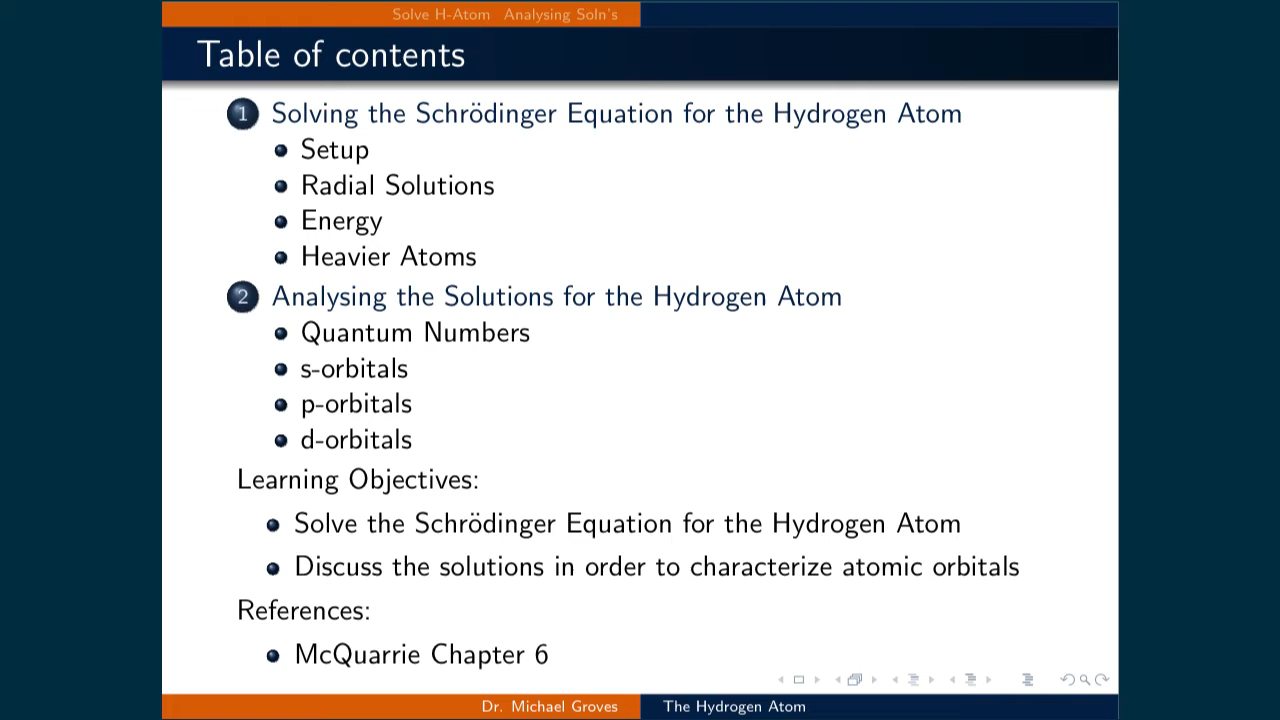 Solve H-Atom Analysing Soln's
Table of contents
1 Solving the Schrödinger Equation for the Hydrogen Atom
Setup
Radial Solutions
Energy
Heavier Atoms
2 Analysing the Solutions for the Hydrogen Atom
Quantum Numbers
s-orbitals
p-orbitals
d-orbitals
Learning Objectives:
Solve the Schrödinger Equation for the Hydrogen Atom
Discuss the solutions in order to characterize atomic orbitals
References:
McQuarrie Chapter 6
Dr. Michael Groves The Hydrogen Atom